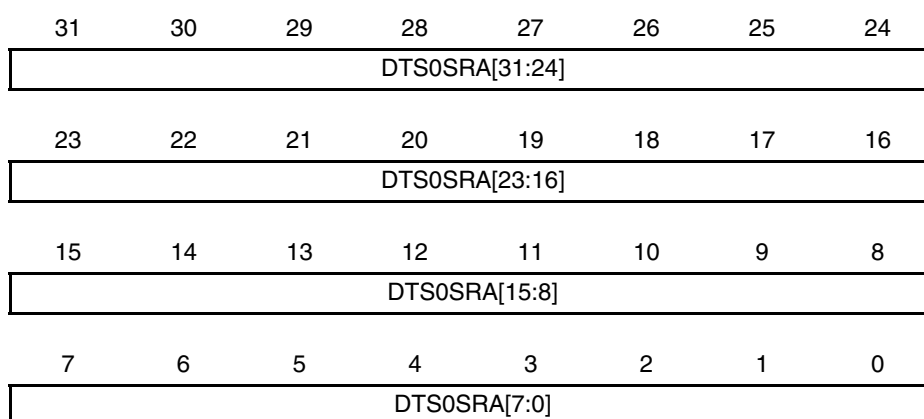 31 30 29 28 27 26 25 24
DTS0SRA[31:24]
23 22 21 20 19 18 17 16
DTS0SRA[23:16]
15 14 13 12 11 10 9 8
DTS0SRA[15:8]
7 6 5 4 3 2 1 0
DTS0SRA[7:0]